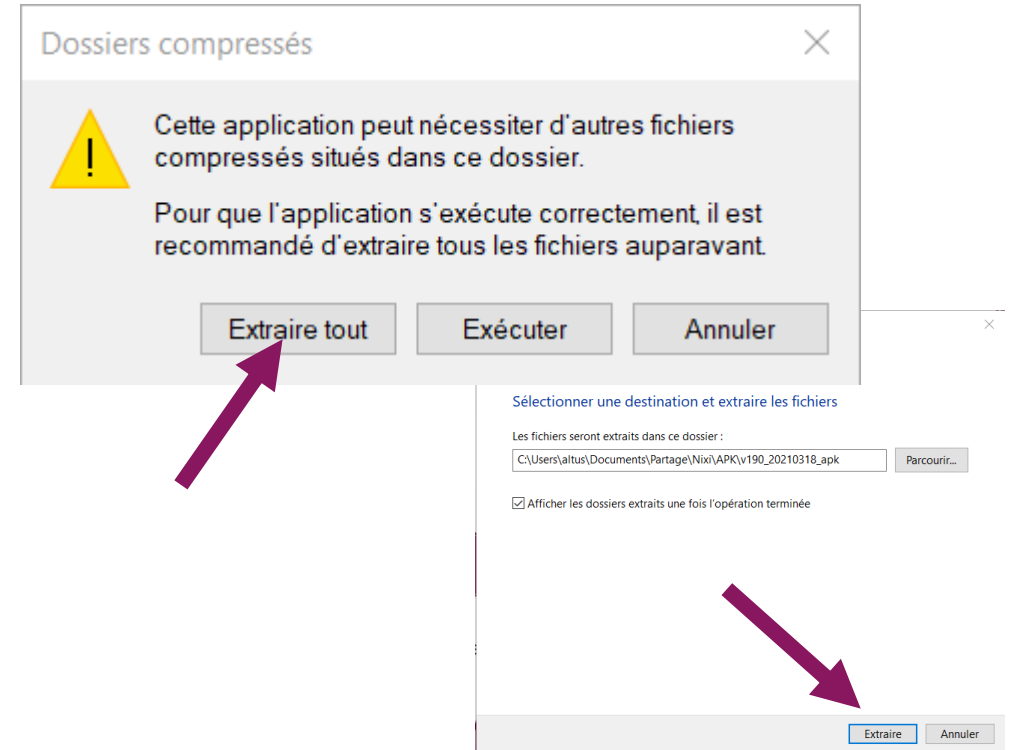 Dossiers compressés
!
Cette application peut nécessiter d'autres fichiers
compressés situés dans ce dossier.
Pour que l'application s'exécute correctement, il est
recommandé d'extraire tous les fichiers auparavant.
Extraire tout Exécuter Annuler
Sélectionner une destination et extraire les fichiers
Les fichiers seront extraits dans ce dossier :
C:\Users\altus\Documents\Partage\Nixi\APK\v190_20210318_apk Parcourir...
Afficher les dossiers extraits une fois l'opération terminée
Extraire Annuler